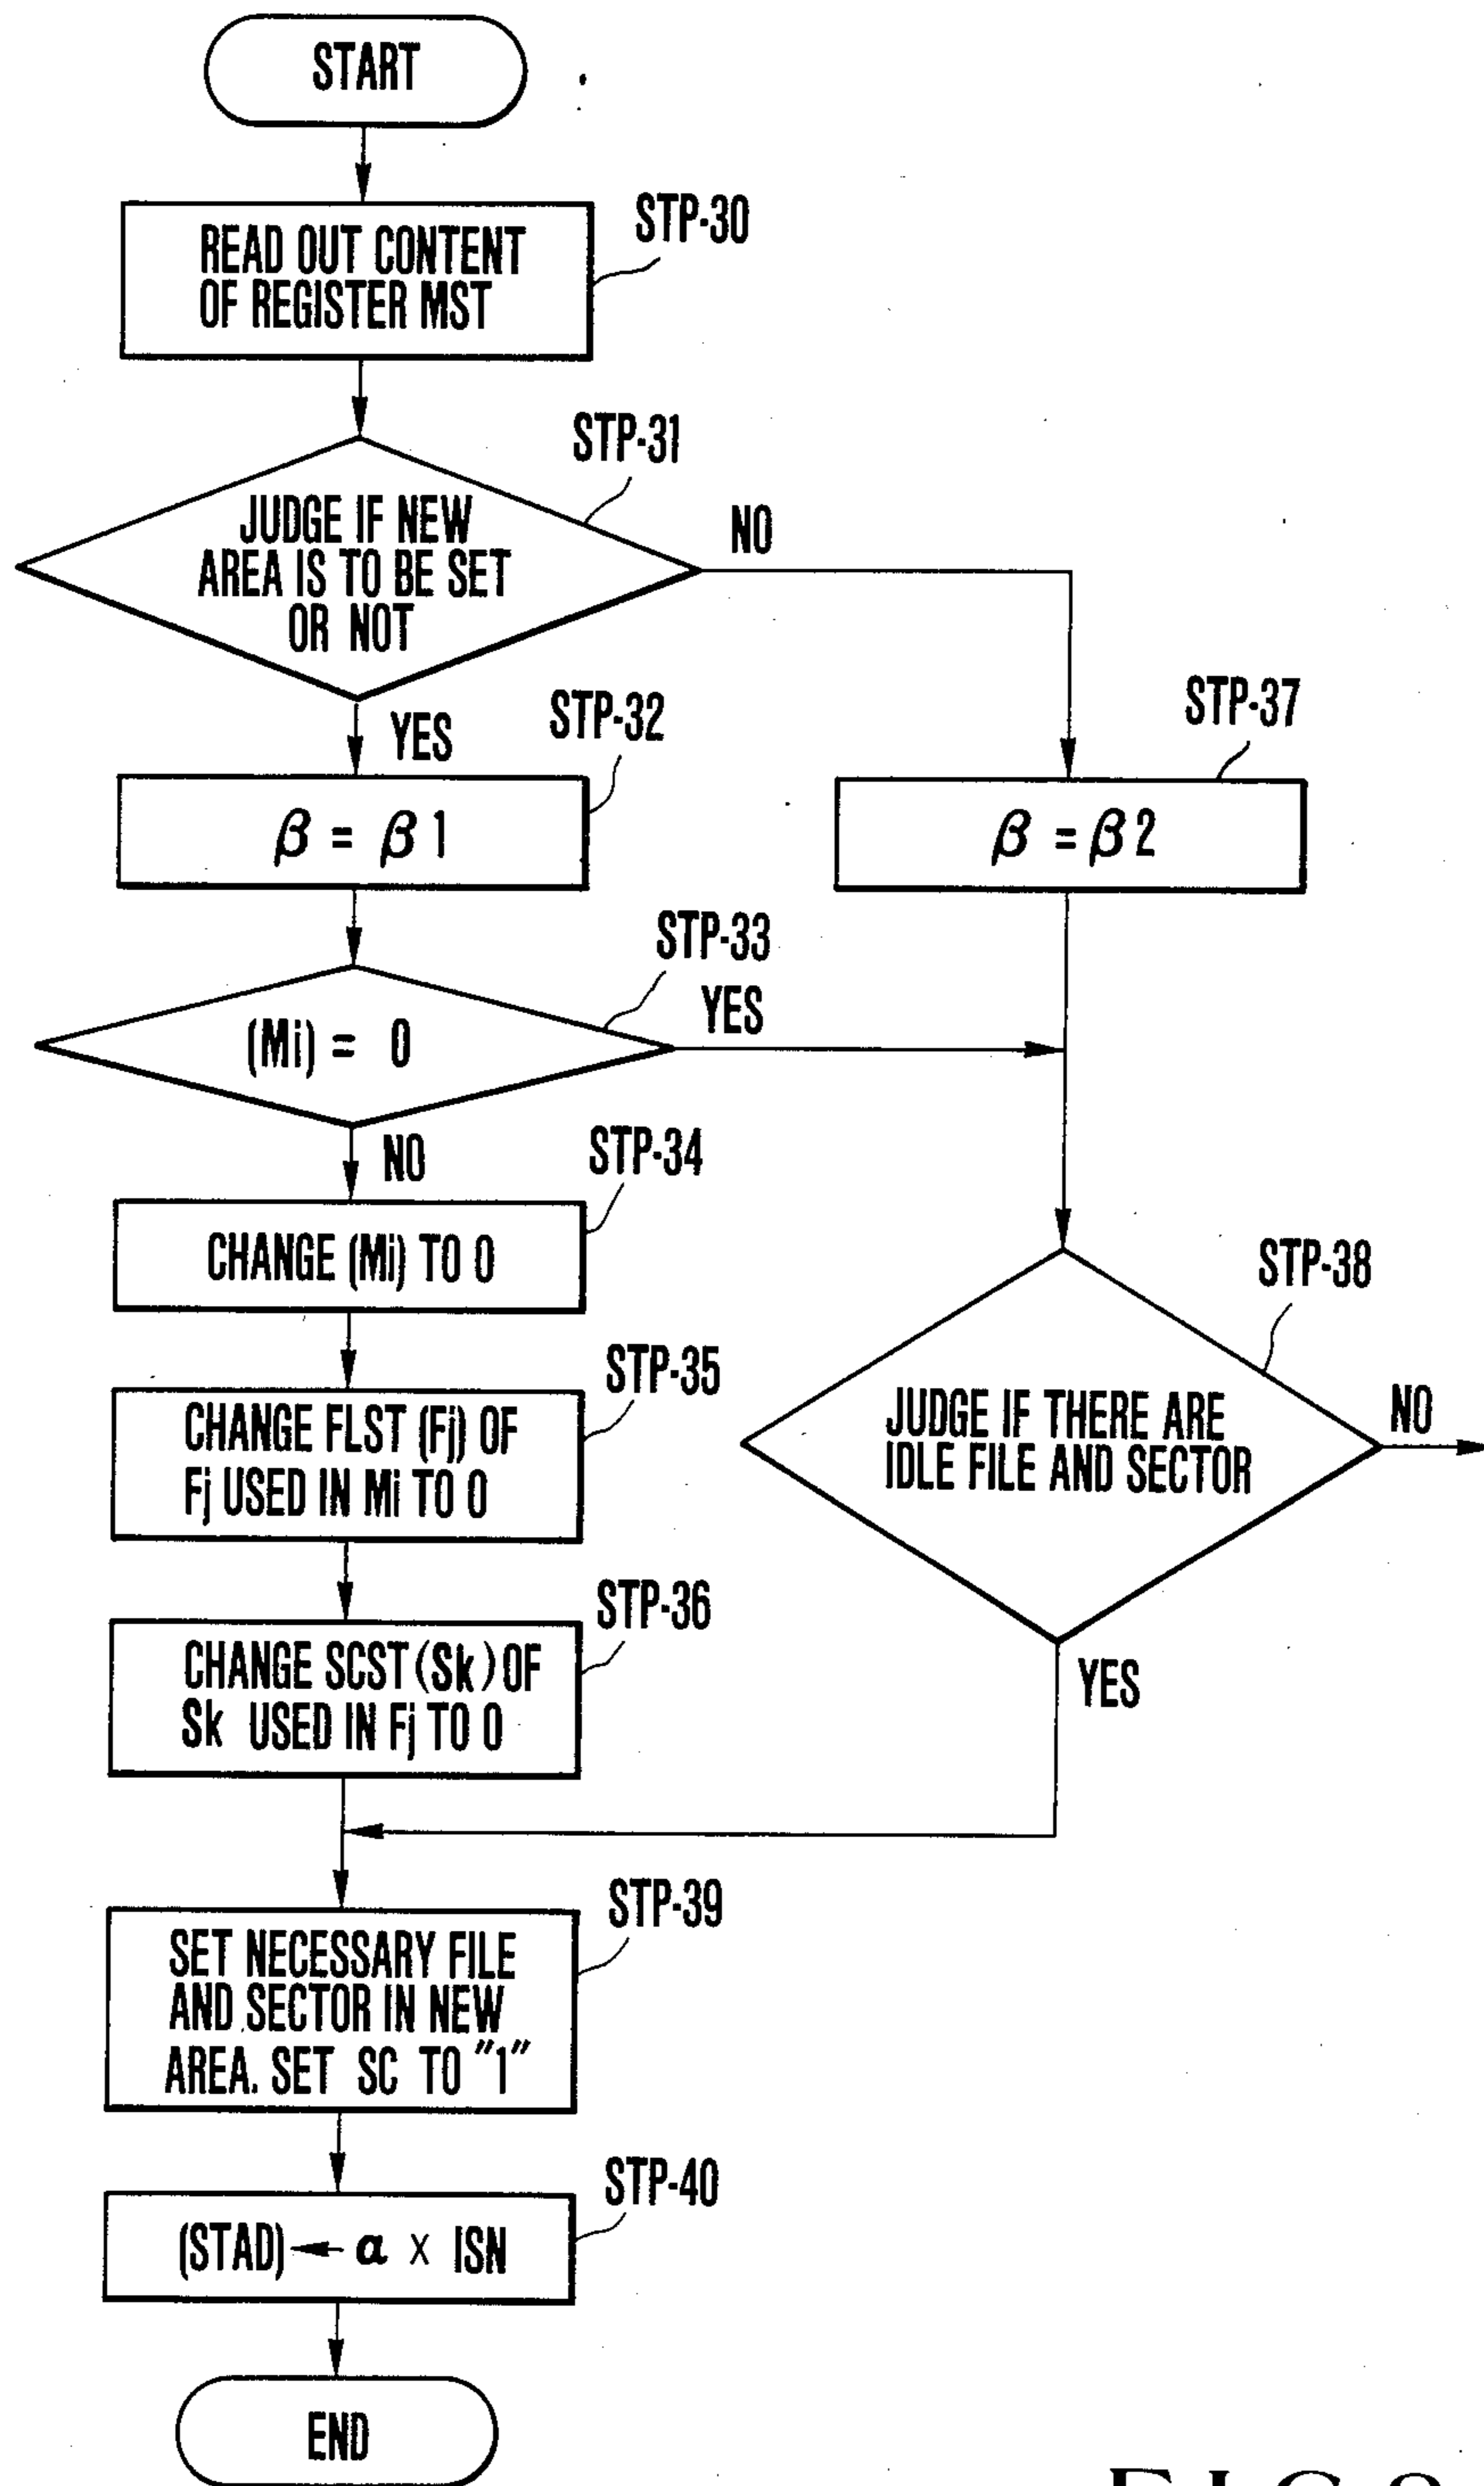 START
STP-30
READ OUT CONTENT
OF REGISTER MST
STP-31
JUDGE IF NEW
AREA IS TO BE SET
OR NOT
NO
YES
STP-32
β = β1
STP-37
β = β2
STP-33
(Mi) = 0
YES
NO
STP-34
CHANGE (Mi) TO 0
STP-35
CHANGE FLST (Fj) OF
Fj USED IN Mi TO 0
STP-38
JUDGE IF THERE ARE
IDLE FILE AND SECTOR
NO
YES
STP-36
CHANGE SCST (Sk) OF
Sk USED IN Fj TO 0
STP-39
SET NECESSARY FILE
AND SECTOR IN NEW
AREA. SET SC TO "1"
STP-40
(STAD) ← α × ISN
END